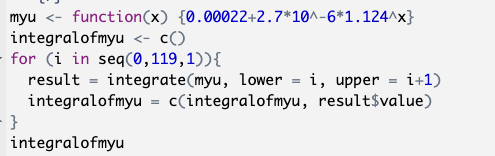 myu <- function(x) {0.00022+2.7*10^-6*1.124^x}
integralofmyu <- c()
for (i in seq(0,119,1)){
  result = integrate(myu, lower = i, upper = i+1)
  integralofmyu = c(integralofmyu, result$value)
}
integralofmyu